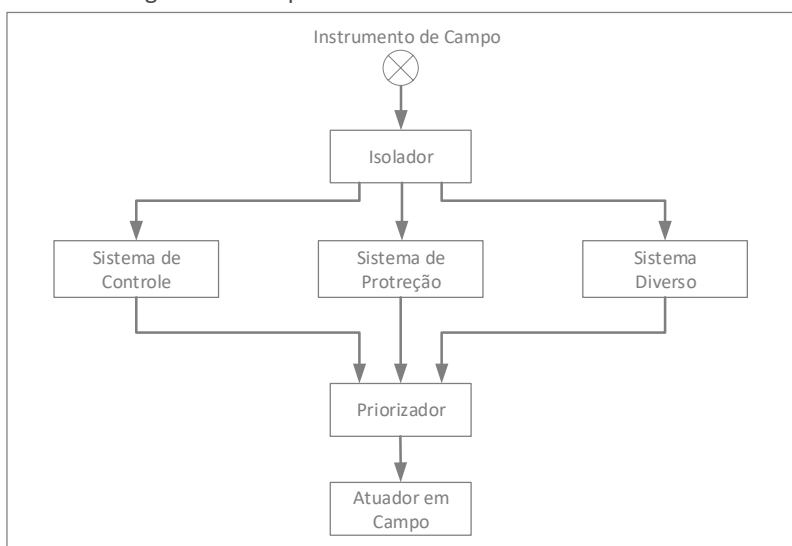 Instrumento de Campo
Isolador
Sistema de
Controle
Sistema de
Protreção
Sistema
Diverso
Priorizador
Atuador em
Campo